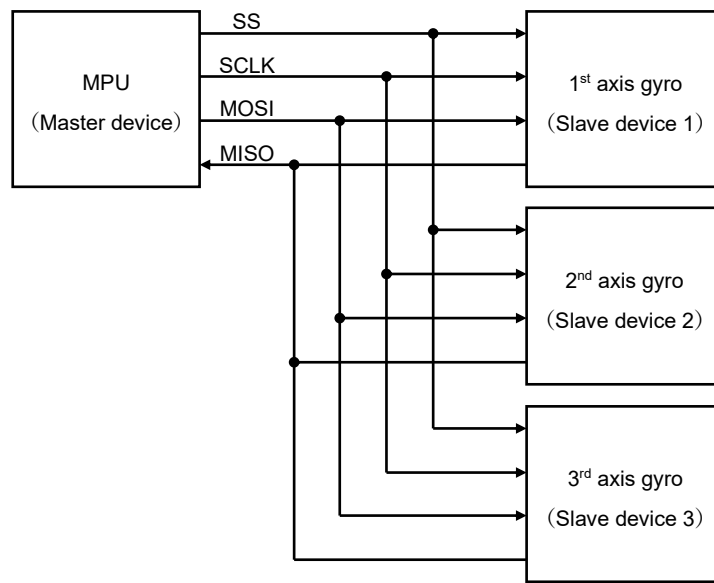 SS
SCLK
MOSI
MISO
MPU
（Master device）
1st axis gyro
（Slave device 1）
2nd axis gyro
（Slave device 2）
3rd axis gyro
（Slave device 3）